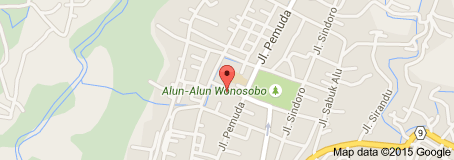 Jl. Pemuda
Jl. Sindoro
Alun-Alun Wonosobo
Jl. Pemuda
Jl. Sindoro
Jl. Sabuk Alu
Jl. Sirandu
9
Map data ©2015 Google